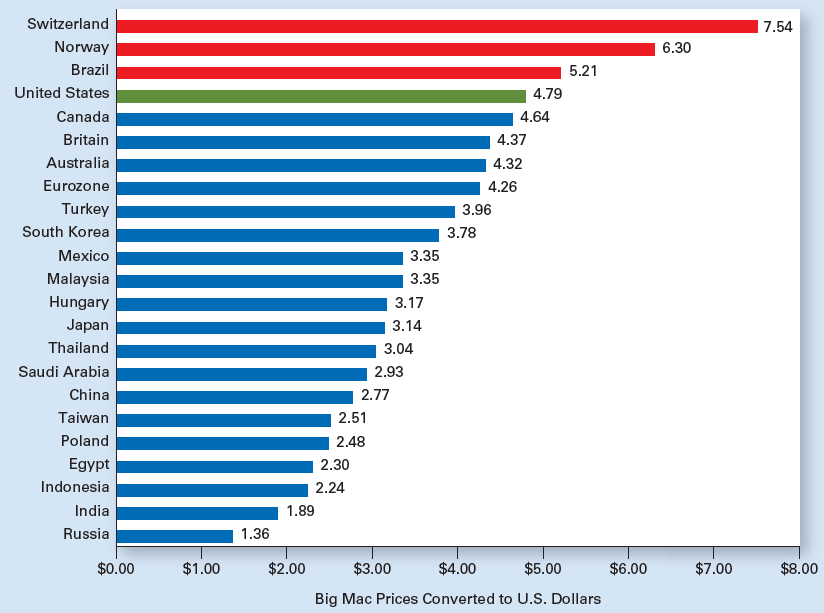 Switzerland 7.54
Norway 6.30
Brazil 5.21
United States 4.79
Canada 4.64
Britain 4.37
Australia 4.32
Eurozone 4.26
Turkey 3.96
South Korea 3.78
Mexico 3.35
Malaysia 3.35
Hungary 3.17
Japan 3.14
Thailand 3.04
Saudi Arabia 2.93
China 2.77
Taiwan 2.51
Poland 2.48
Egypt 2.30
Indonesia 2.24
India 1.89
Russia 1.36
$0.00 $1.00 $2.00 $3.00 $4.00 $5.00 $6.00 $7.00 $8.00
Big Mac Prices Converted to U.S. Dollars